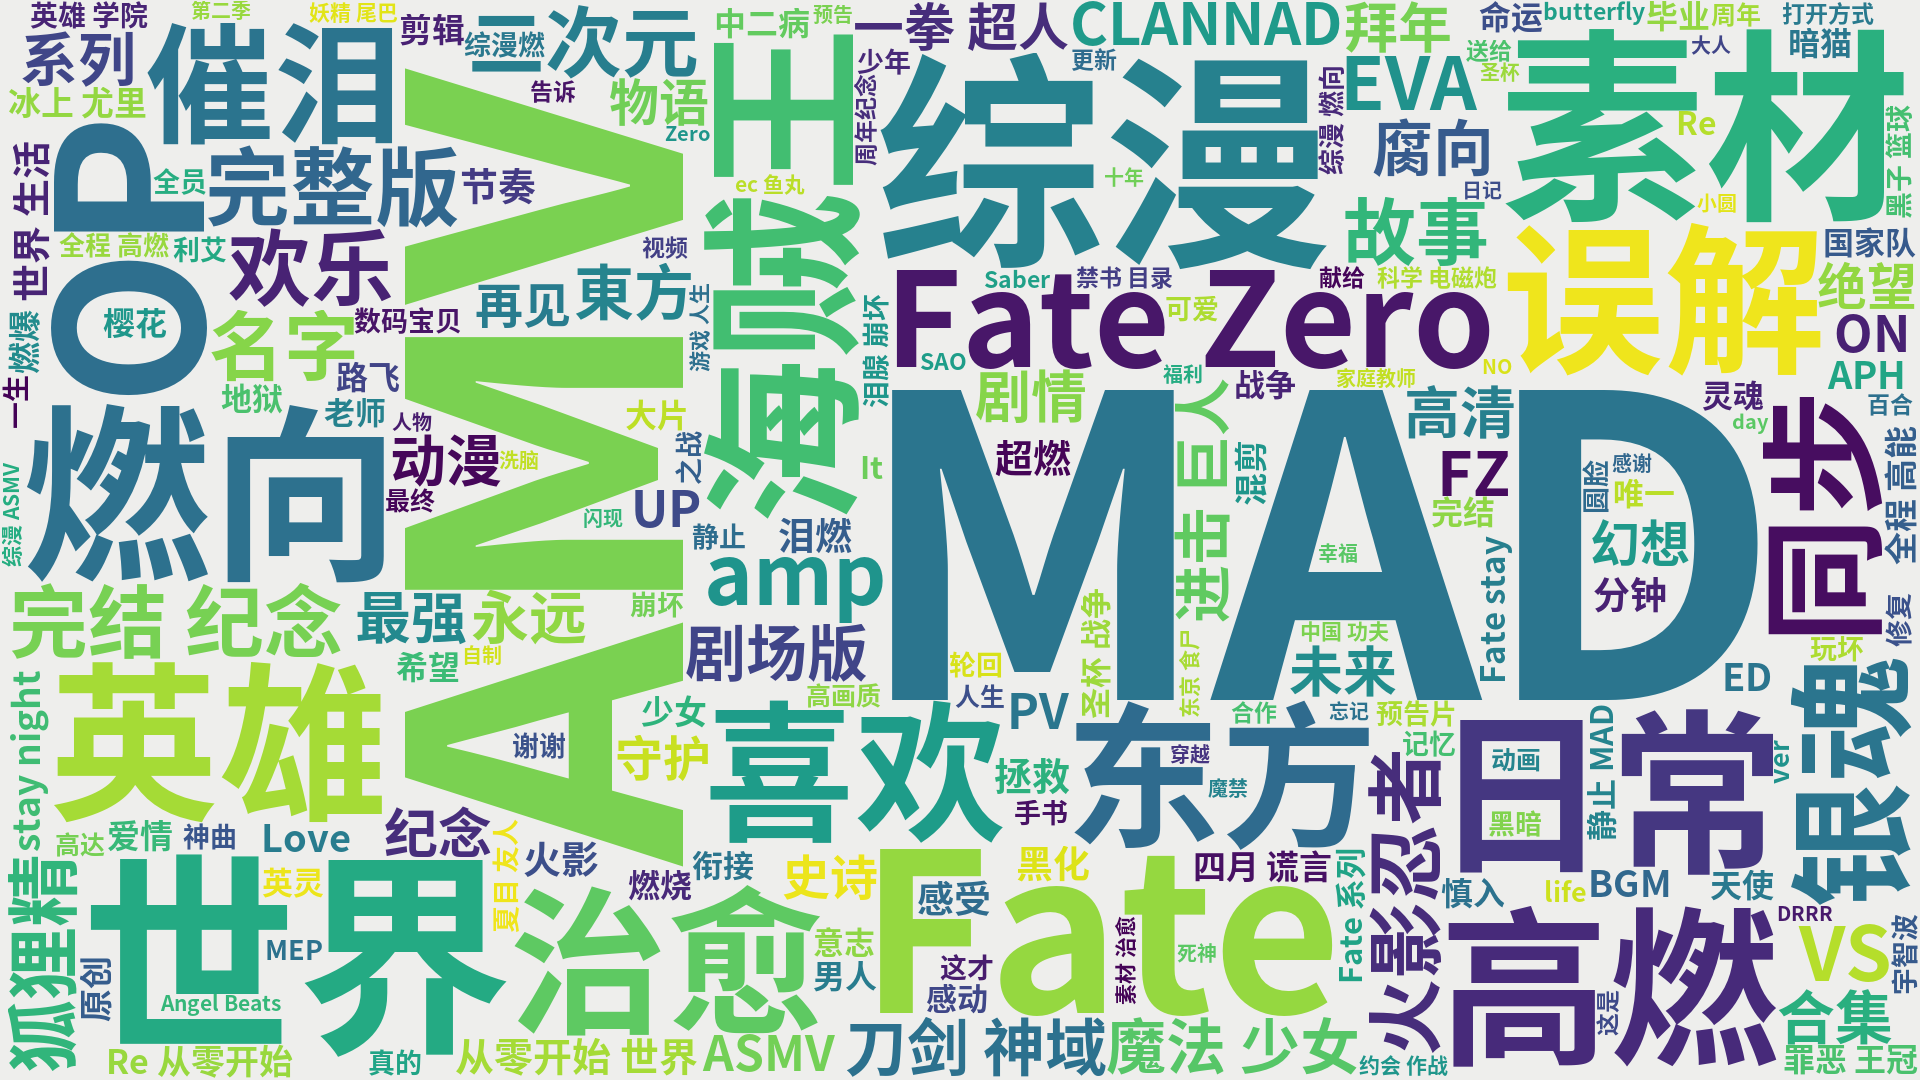 英雄 学院
第二季
妖精 尾巴
剪辑
综漫燃
二次元
中二病
预告
一拳 超人
CLANNAD
拜年
命运
butterfly
毕业
周年
打开方式
系列
催泪
冰上 尤里
告诉
物语
Zero
海贼王
少年
周年纪念
更新
综漫
综漫 燃向
EVA
送给
圣杯
大人
暗猫
素材
Re
黑子 篮球
世界 生活
OP
全员
完整版
节奏
AMV
ec 鱼丸
十年
腐向
日记
小圆
故事
全程 高燃
利艾
欢乐
视频
再见
東方
Saber
禁书 目录
可爱
献给
科学 电磁炮
误解
国家队
绝望
燃爆
樱花
名字
数码宝贝
游戏 人生
泪腺 崩坏
Fate Zero
ON
一生
地狱
路飞
老师
人物
大片
SAO
剧情
福利
战争
家庭教师
NO
高清
灵魂
day
APH
百合
燃向
动漫
洗脑
之战
It
超燃
进击 巨人
混剪
FZ
完结
圆脸
感谢
唯一
同步
全程 高能
综漫 ASMV
最终
闪现
UP
静止
泪燃
MAD
幸福
Fate stay
幻想
分钟
修复
完结 纪念
最强
永远
崩坏
amp
圣杯 战争
中国 功夫
未来
玩坏
希望
自制
剧场版
东京 食尸
轮回
人生
ED
银魂
stay night
英雄
少女
高画质
PV
合作
忘记
预告片
记忆
谢谢
守护
喜欢
拯救
手书
东方
穿越
魔禁
火影忍者
动画
黑暗
日常
静止 MAD
ver
高达
爱情
神曲
Love
纪念
夏目 友人
火影
燃烧
衔接
史诗
感受
黑化
四月 谎言
Fate 系列
慎入
life
BGM
天使
DRRR
狐狸精
世界
英灵
MEP
治愈
意志
男人
Fate
这才
感动
素材 治愈
死神
高燃
VS
宇智波
原创
Angel Beats
这是
合集
Re 从零开始
真的
从零开始 世界
ASMV
刀剑 神域
魔法 少女
约会 作战
罪恶 王冠